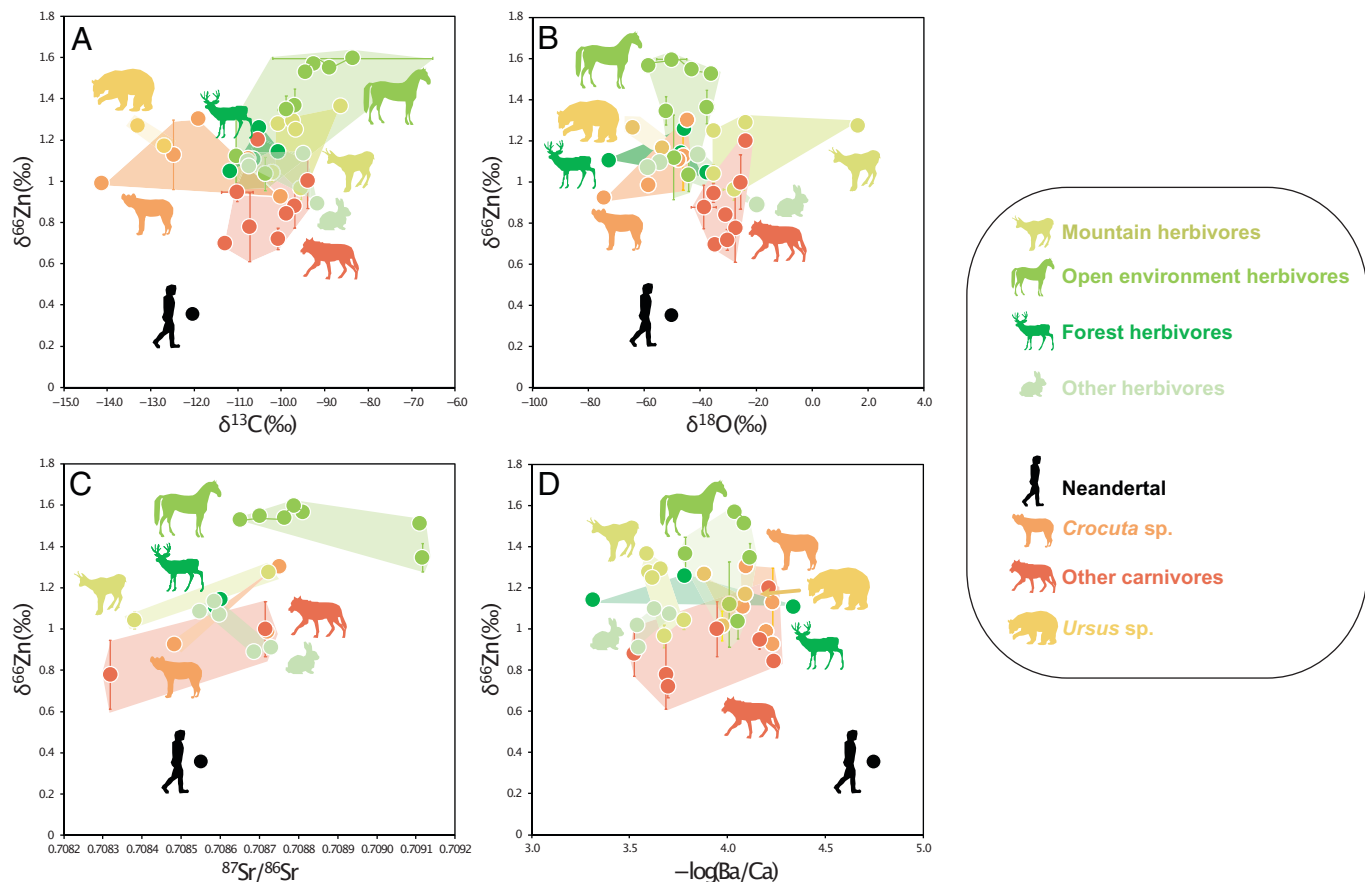 A
δ⁶⁶Zn(‰)
1.8
1.6
1.4
1.2
1.0
0.8
0.6
0.4
0.2
0
−15.0 −14.0 −13.0 −12.0 −11.0 −10.0 −9.0 −8.0 −7.0 −6.0
δ¹³C(‰)
B
δ⁶⁶Zn(‰)
1.8
1.6
1.4
1.2
1.0
0.8
0.6
0.4
0.2
0
−10.0 −8.0 −6.0 −4.0 −2.0 0.0 2.0 4.0
δ¹⁸O(‰)
C
δ⁶⁶Zn(‰)
1.8
1.6
1.4
1.2
1
0.8
0.6
0.4
0.2
0
0.7082 0.7083 0.7084 0.7085 0.7086 0.7087 0.7088 0.7089 0.7090 0.7091 0.7092
⁸⁷Sr/⁸⁶Sr
D
δ⁶⁶Zn(‰)
1.8
1.6
1.4
1.2
1
0.8
0.6
0.4
0.2
0
3.0 3.5 4.0 4.5 5.0
−log(Ba/Ca)
Mountain herbivores
Open environment herbivores
Forest herbivores
Other herbivores
Neandertal
Crocuta sp.
Other carnivores
Ursus sp.